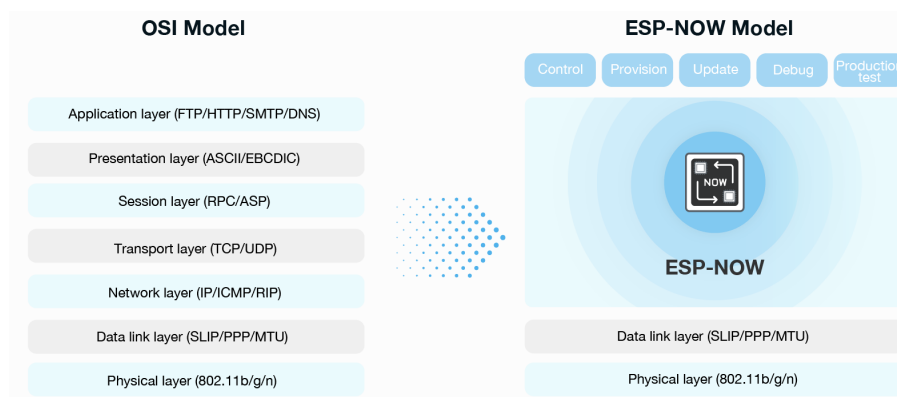 OSI Model
Application layer (FTP/HTTP/SMTP/DNS)
Presentation layer (ASCII/EBCDIC)
Session layer (RPC/ASP)
Transport layer (TCP/UDP)
Network layer (IP/ICMP/RIP)
Data link layer (SLIP/PPP/MTU)
Physical layer (802.11b/g/n)
ESP-NOW Model
Control
Provision
Update
Debug
Production
test
NOW
ESP-NOW
Data link layer (SLIP/PPP/MTU)
Physical layer (802.11b/g/n)